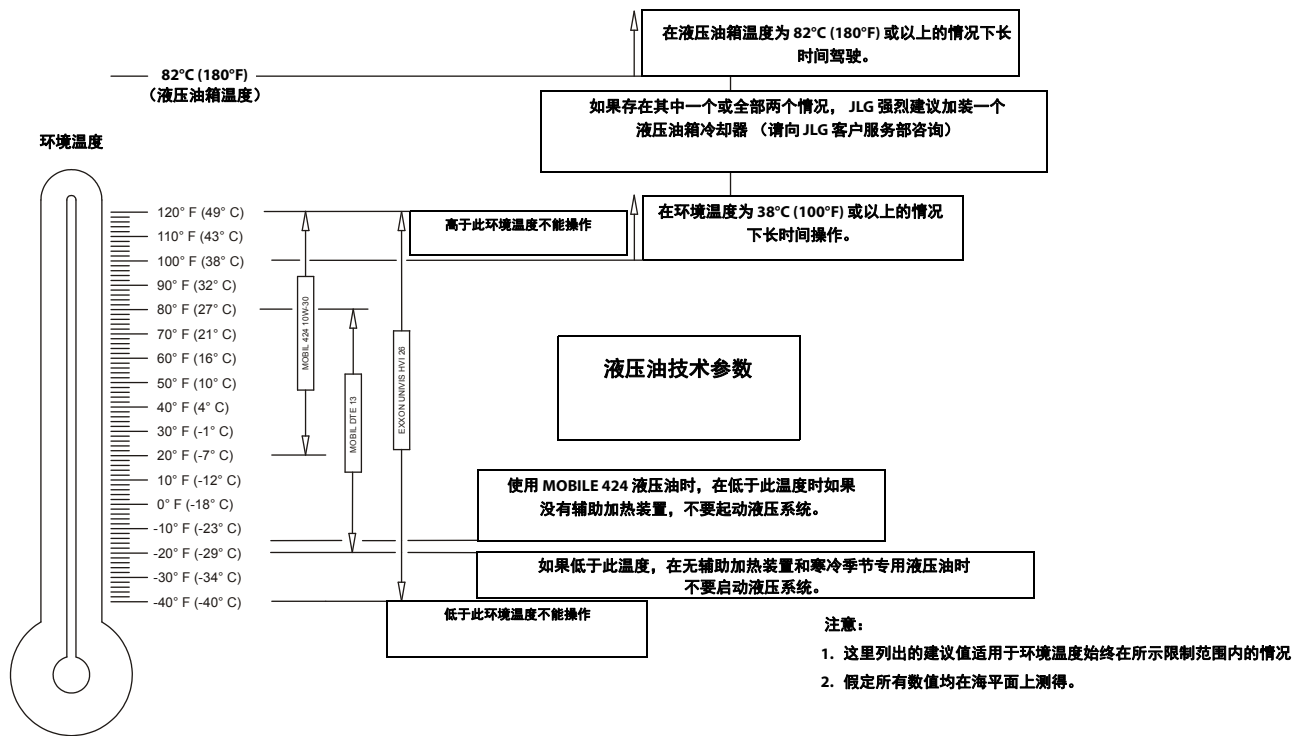 在液压油箱温度为 82°C (180°F) 或以上的情况下长
时间驾驶。
82°C (180°F)
（液压油箱温度）
如果存在其中一个或全部两个情况， JLG 强烈建议加装一个
液压油箱冷却器 （请向 JLG 客户服务部咨询）
环境温度
120° F (49° C)
高于此环境温度不能操作
在环境温度为 38°C (100°F) 或以上的情况
下长时间操作。
110° F (43° C)
100° F (38° C)
90° F (32° C)
80° F (27° C)
70° F (21° C)
60° F (16° C)
50° F (10° C)
40° F (4° C)
30° F (-1° C)
20° F (-7° C)
10° F (-12° C)
0° F (-18° C)
-10° F (-23° C)
-20° F (-29° C)
-30° F (-34° C)
-40° F (-40° C)
MOBIL 424 10W-30
MOBIL DTE 13
EXXON UNIVIS HVI 26
液压油技术参数
使用 MOBILE 424 液压油时，在低于此温度时如果
没有辅助加热装置，不要起动液压系统。
如果低于此温度，在无辅助加热装置和寒冷季节专用液压油时
不要启动液压系统。
低于此环境温度不能操作
注意：
1. 这里列出的建议值适用于环境温度始终在所示限制范围内的情况
2. 假定所有数值均在海平面上测得。